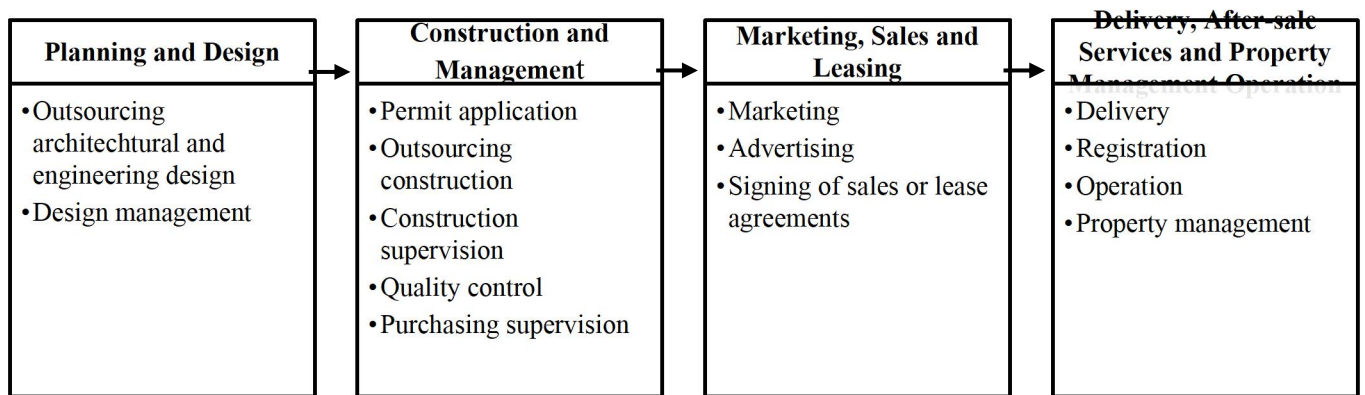 Planning and Design
• Outsourcing
architechtural and
engineering design
• Design management
Construction and
Management
• Permit application
• Outsourcing
construction
• Construction
supervision
• Quality control
• Purchasing supervision
Marketing, Sales and
Leasing
• Marketing
• Advertising
• Signing of sales or lease
agreements
Delivery, After-sale
Services and Property
Management Operation
• Delivery
• Registration
• Operation
• Property management